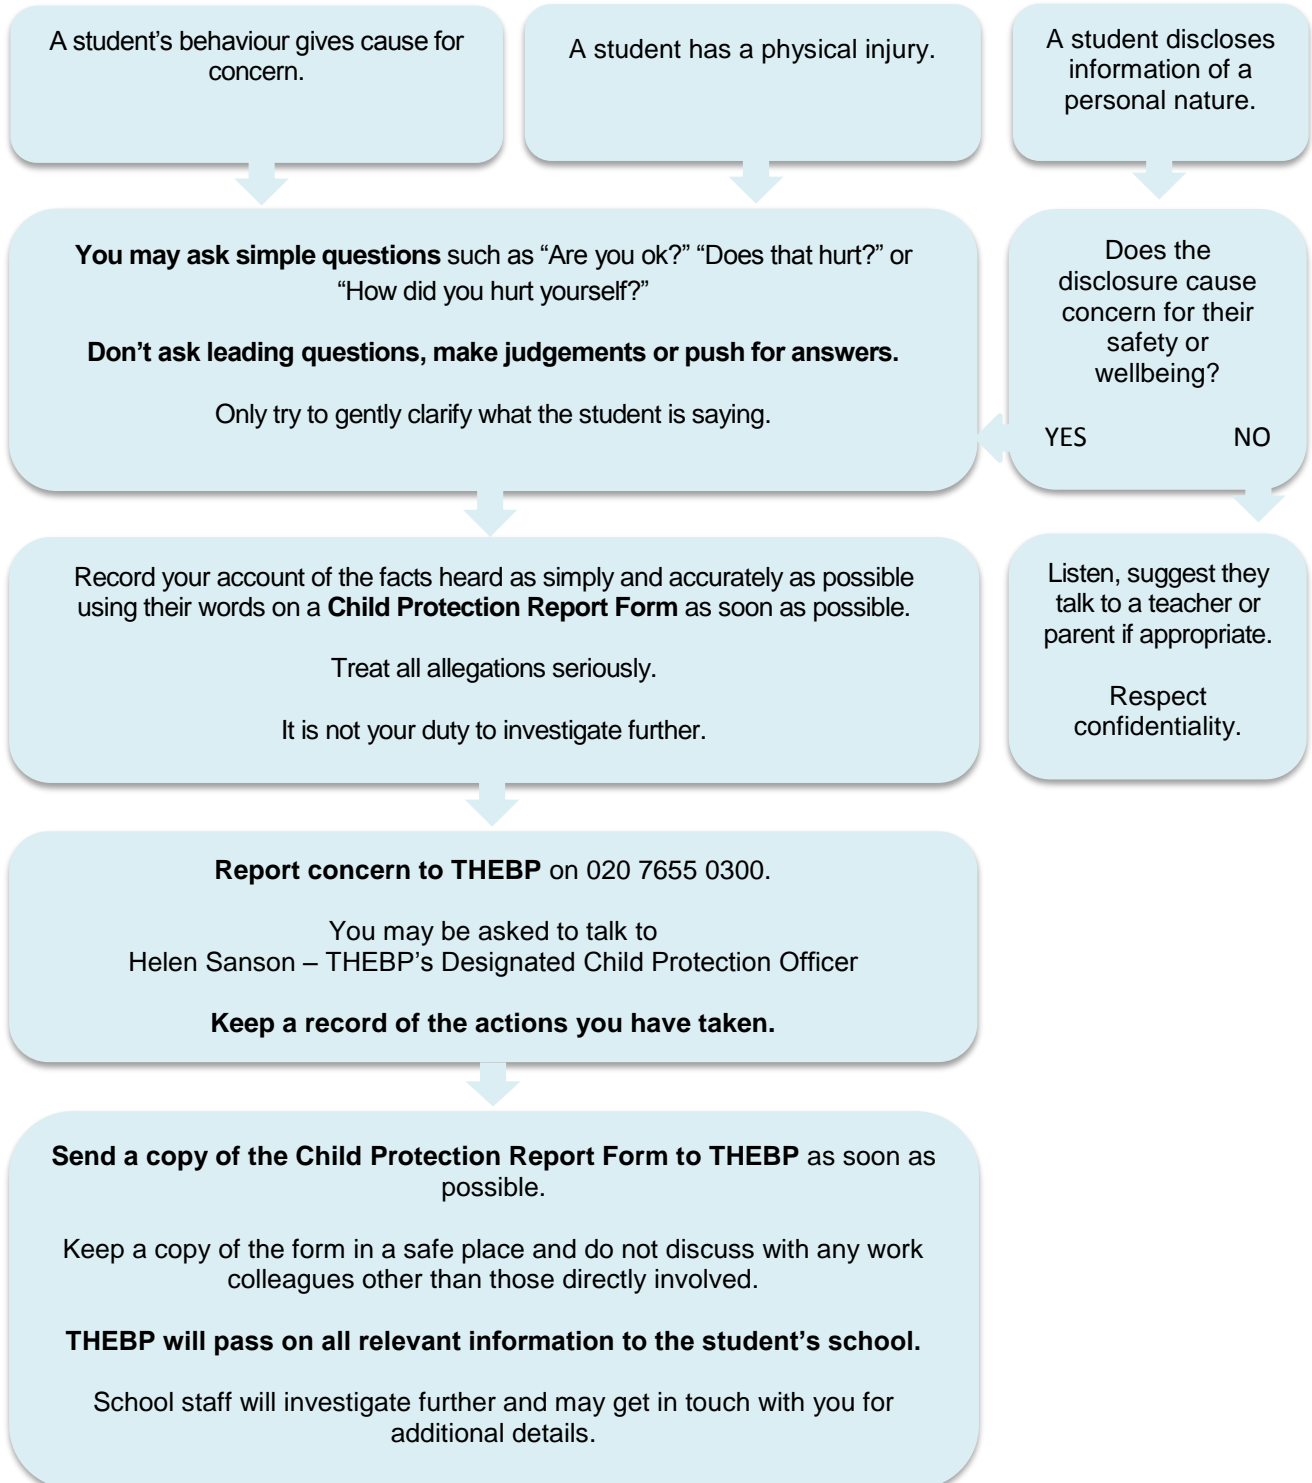 A student’s behaviour gives cause for
concern.
A student has a physical injury.
A student discloses
information of a
personal nature.
You may ask simple questions such as “Are you ok?” “Does that hurt?” or
“How did you hurt yourself?”
Don’t ask leading questions, make judgements or push for answers.
Only try to gently clarify what the student is saying.
Does the
disclosure cause
concern for their
safety or
wellbeing?
YES NO
Record your account of the facts heard as simply and accurately as possible
using their words on a Child Protection Report Form as soon as possible.
Treat all allegations seriously.
It is not your duty to investigate further.
Listen, suggest they
talk to a teacher or
parent if appropriate.
Respect
confidentiality.
Report concern to THEBP on 020 7655 0300.
You may be asked to talk to
Helen Sanson – THEBP’s Designated Child Protection Officer
Keep a record of the actions you have taken.
Send a copy of the Child Protection Report Form to THEBP as soon as
possible.
Keep a copy of the form in a safe place and do not discuss with any work
colleagues other than those directly involved.
THEBP will pass on all relevant information to the student’s school.
School staff will investigate further and may get in touch with you for
additional details.